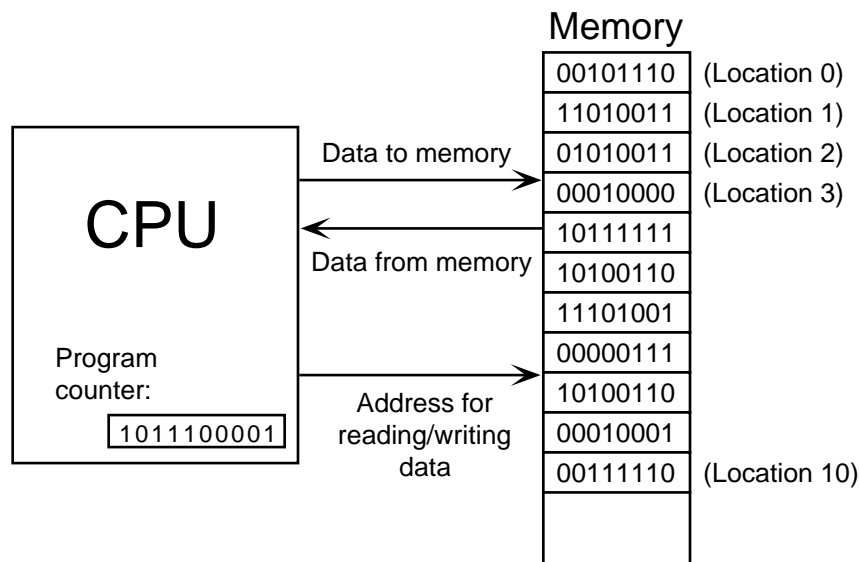 Memory
00101110 (Location 0)
11010011 (Location 1)
01010011 (Location 2)
00010000 (Location 3)
10111111
10100110
11101001
00000111
10100110
00010001
00111110 (Location 10)
CPU
Program
counter:
1011100001
Data to memory
Data from memory
Address for
reading/writing
data